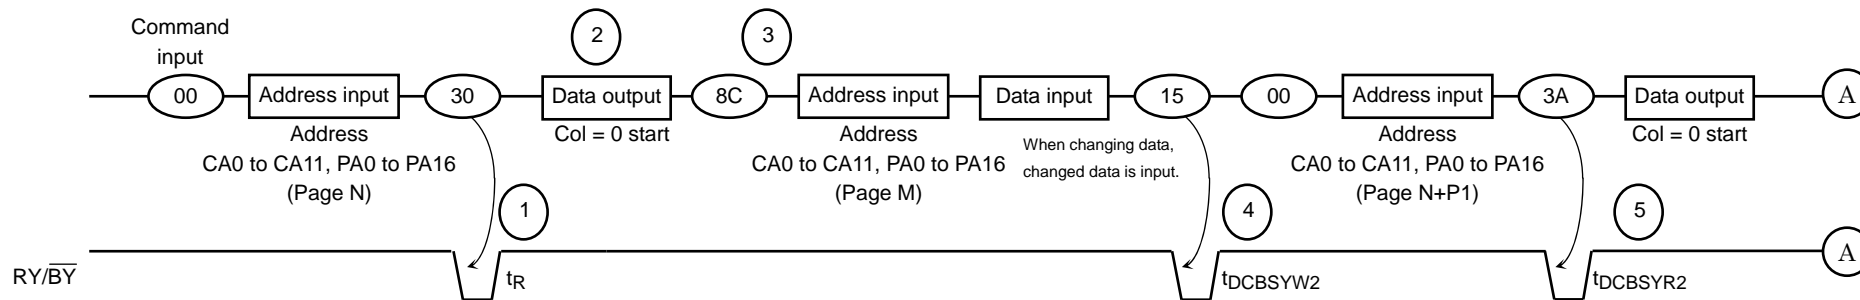 Command
input
2
3
00
Address input
30
Data output
8C
Address input
Data input
15
00
Address input
3A
Data output
A
Address
CA0 to CA11, PA0 to PA16
(Page N)
Col = 0 start
Address
CA0 to CA11, PA0 to PA16
(Page M)
When changing data,
changed data is input.
Address
CA0 to CA11, PA0 to PA16
(Page N+P1)
Col = 0 start
1
4
5
RY/BY
tR
tDCBSYW2
tDCBSYR2
A